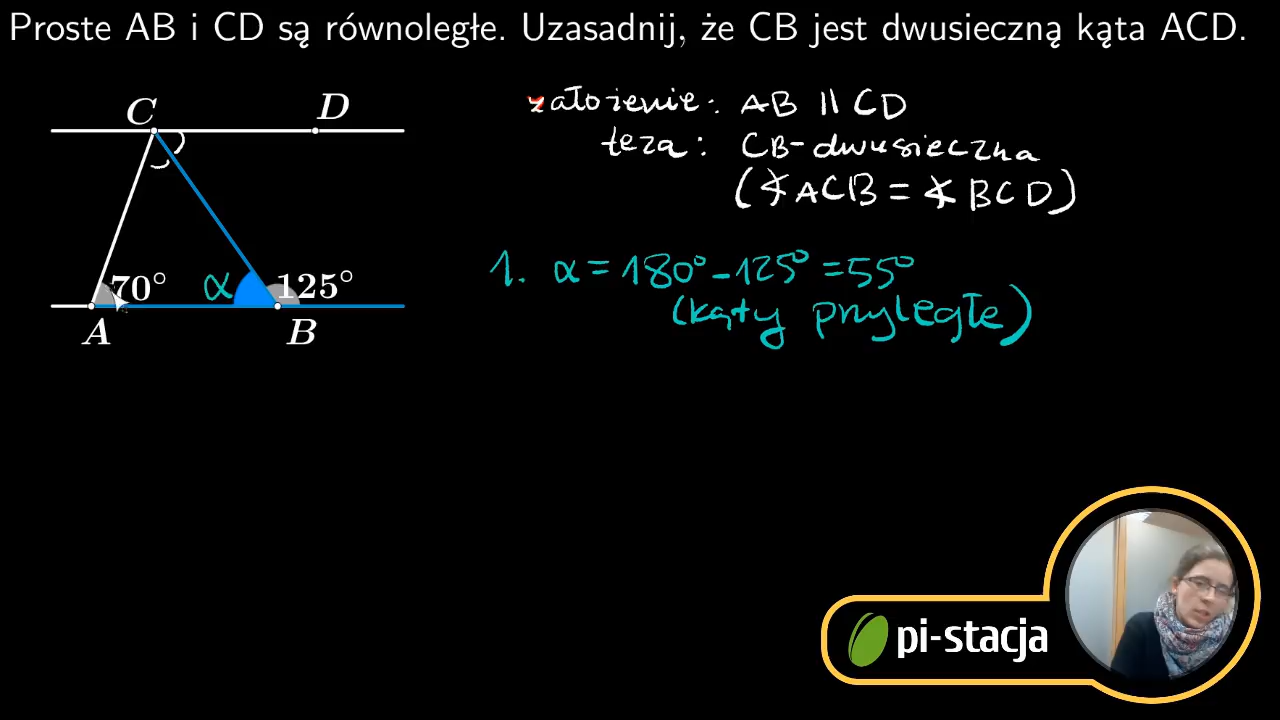 Proste AB i CD są równoległe. Uzasadnij, że CB jest dwusieczną kąta ACD.
C D
założenie: AB || CD
teza: CB-dwusieczna
(∢ACB = ∢BCD)
1. α = 180° - 125° = 55°
(kąty przyległe)
70° α 125°
A B
pi-stacja